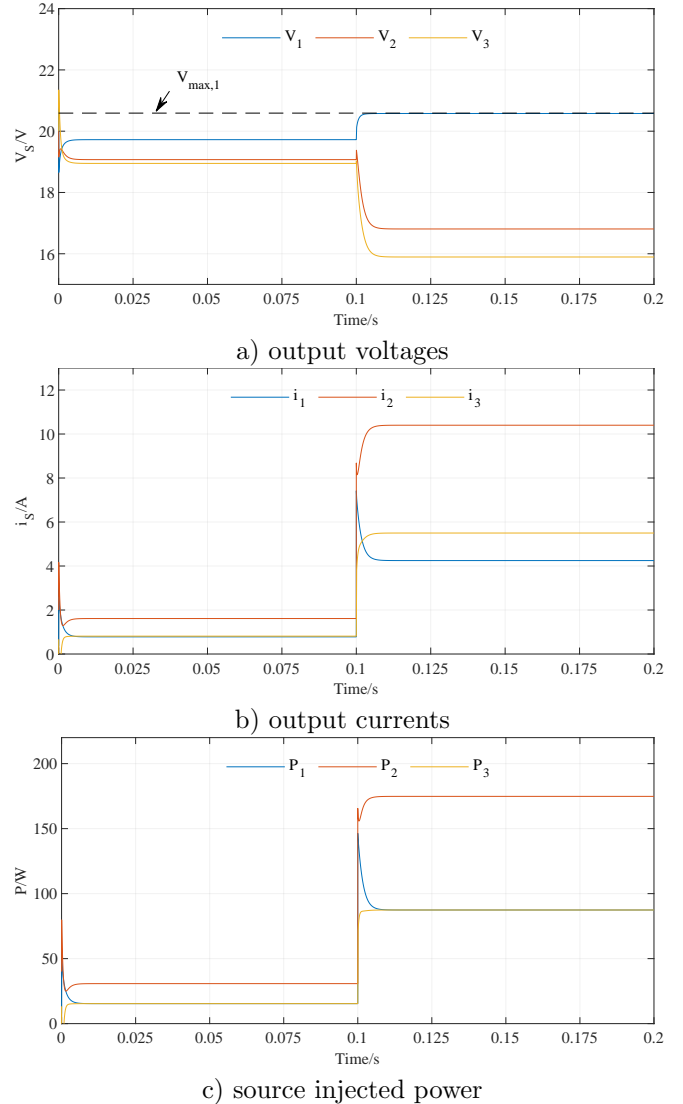 V1 V2 V3
Vmax,1
24
22
20
18
16
VS/V
0 0.025 0.05 0.075 0.1 0.125 0.15 0.175 0.2
Time/s
a) output voltages
i1 i2 i3
12
10
8
6
4
2
0
iS/A
0 0.025 0.05 0.075 0.1 0.125 0.15 0.175 0.2
Time/s
b) output currents
P1 P2 P3
200
150
100
50
0
P/W
0 0.025 0.05 0.075 0.1 0.125 0.15 0.175 0.2
Time/s
c) source injected power